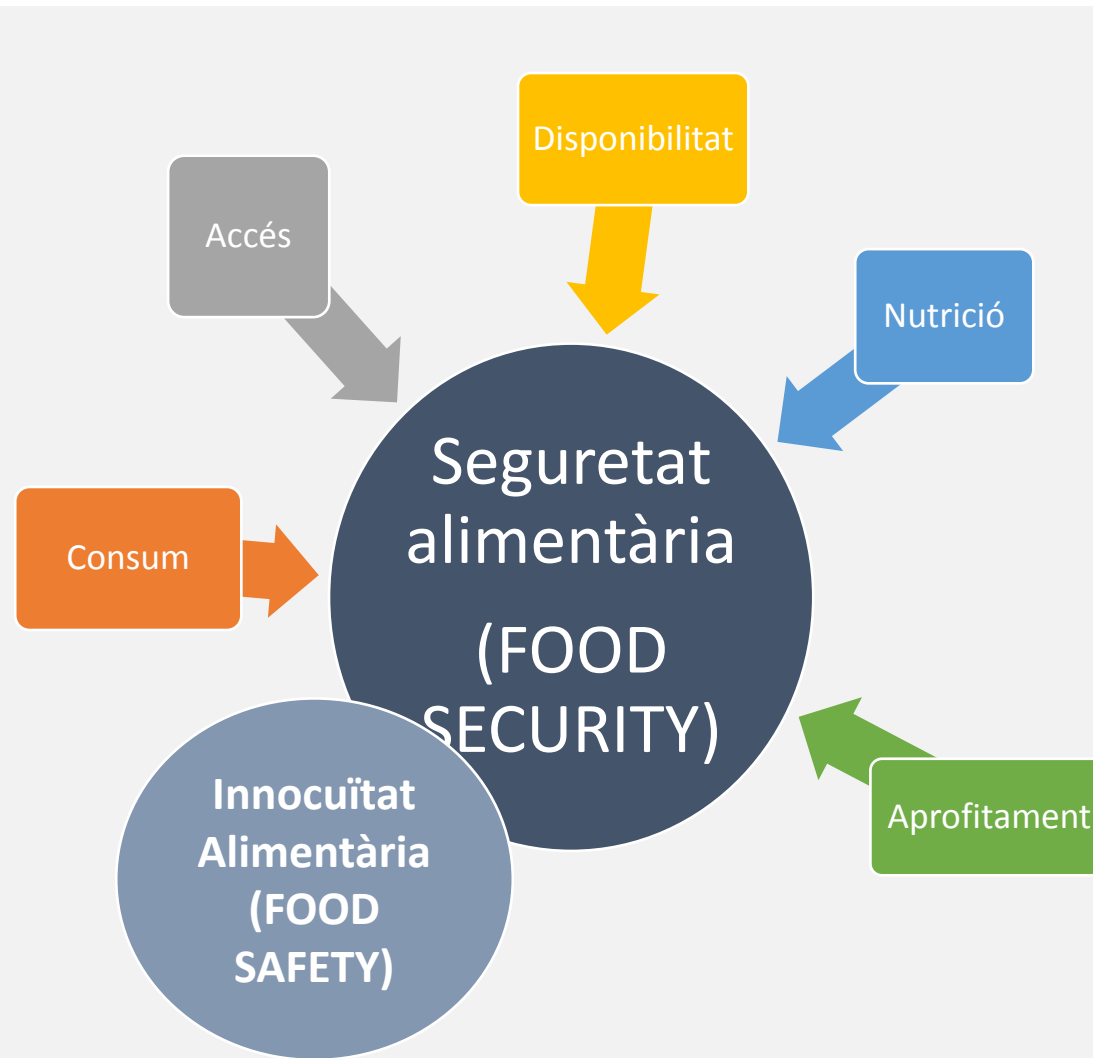 Disponibilitat
Accés
Nutrició
Seguretat
alimentària
(FOOD
SECURITY)
Consum
Innocuïtat
Alimentària
(FOOD
SAFETY)
Aprofitament